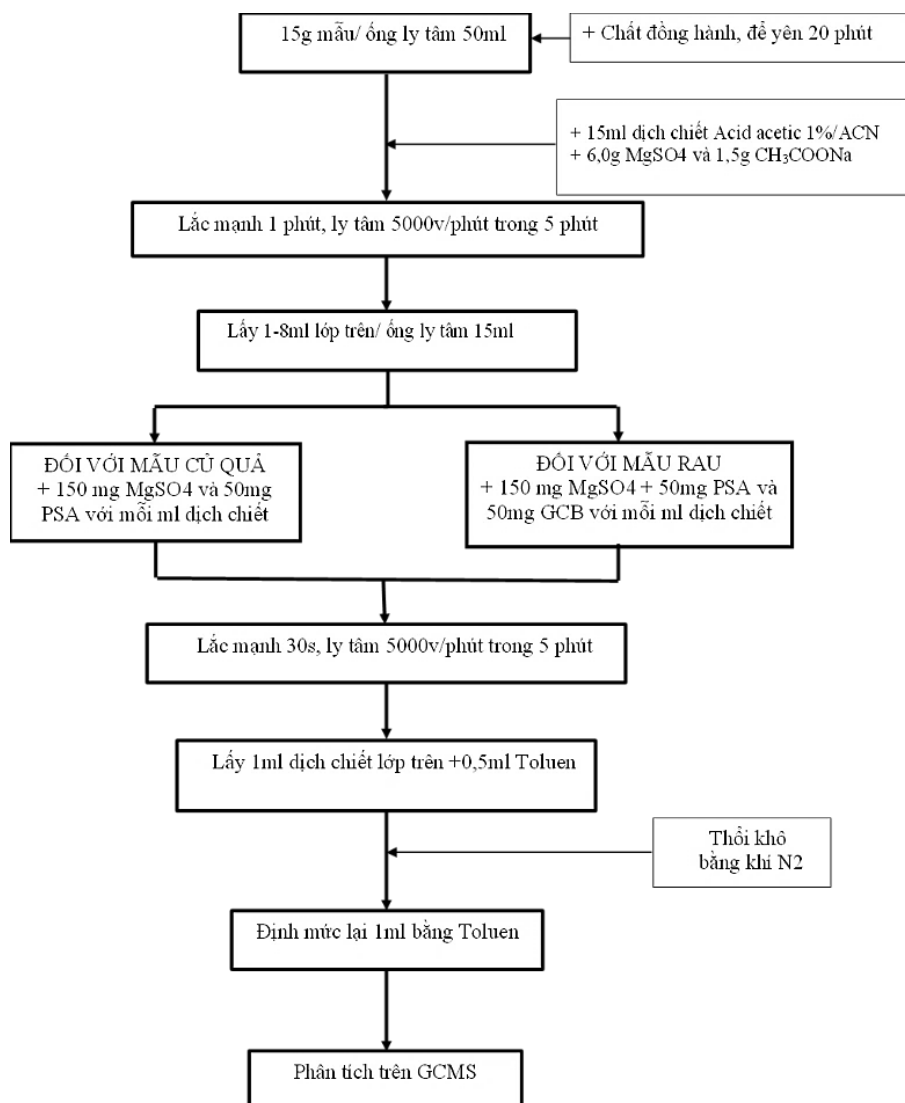 15g mẫu/ ống ly tâm 50ml
+ Chất đồng hành, để yên 20 phút
+ 15ml dịch chiết Acid acetic 1%/ACN
+ 6,0g MgSO4 và 1,5g CH₃COONa
Lắc mạnh 1 phút, ly tâm 5000v/phút trong 5 phút
Lấy 1-8ml lớp trên/ ống ly tâm 15ml
ĐỐI VỚI MẪU CỦ QUẢ
+ 150 mg MgSO4 và 50mg
PSA với mỗi ml dịch chiết
ĐỐI VỚI MẪU RAU
+ 150 mg MgSO4 + 50mg PSA và
50mg GCB với mỗi ml dịch chiết
Lắc mạnh 30s, ly tâm 5000v/phút trong 5 phút
Lấy 1ml dịch chiết lớp trên +0,5ml Toluen
Thổi khô
bằng khí N2
Định mức lại 1ml bằng Toluen
Phân tích trên GCMS